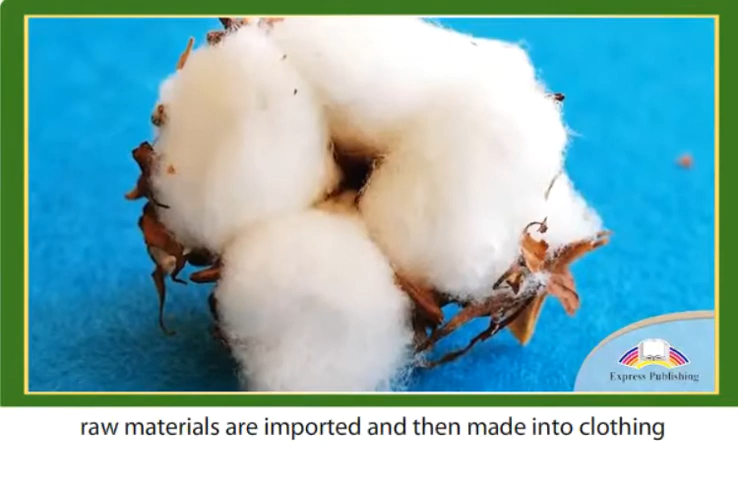 Express Publishing
raw materials are imported and then made into clothing